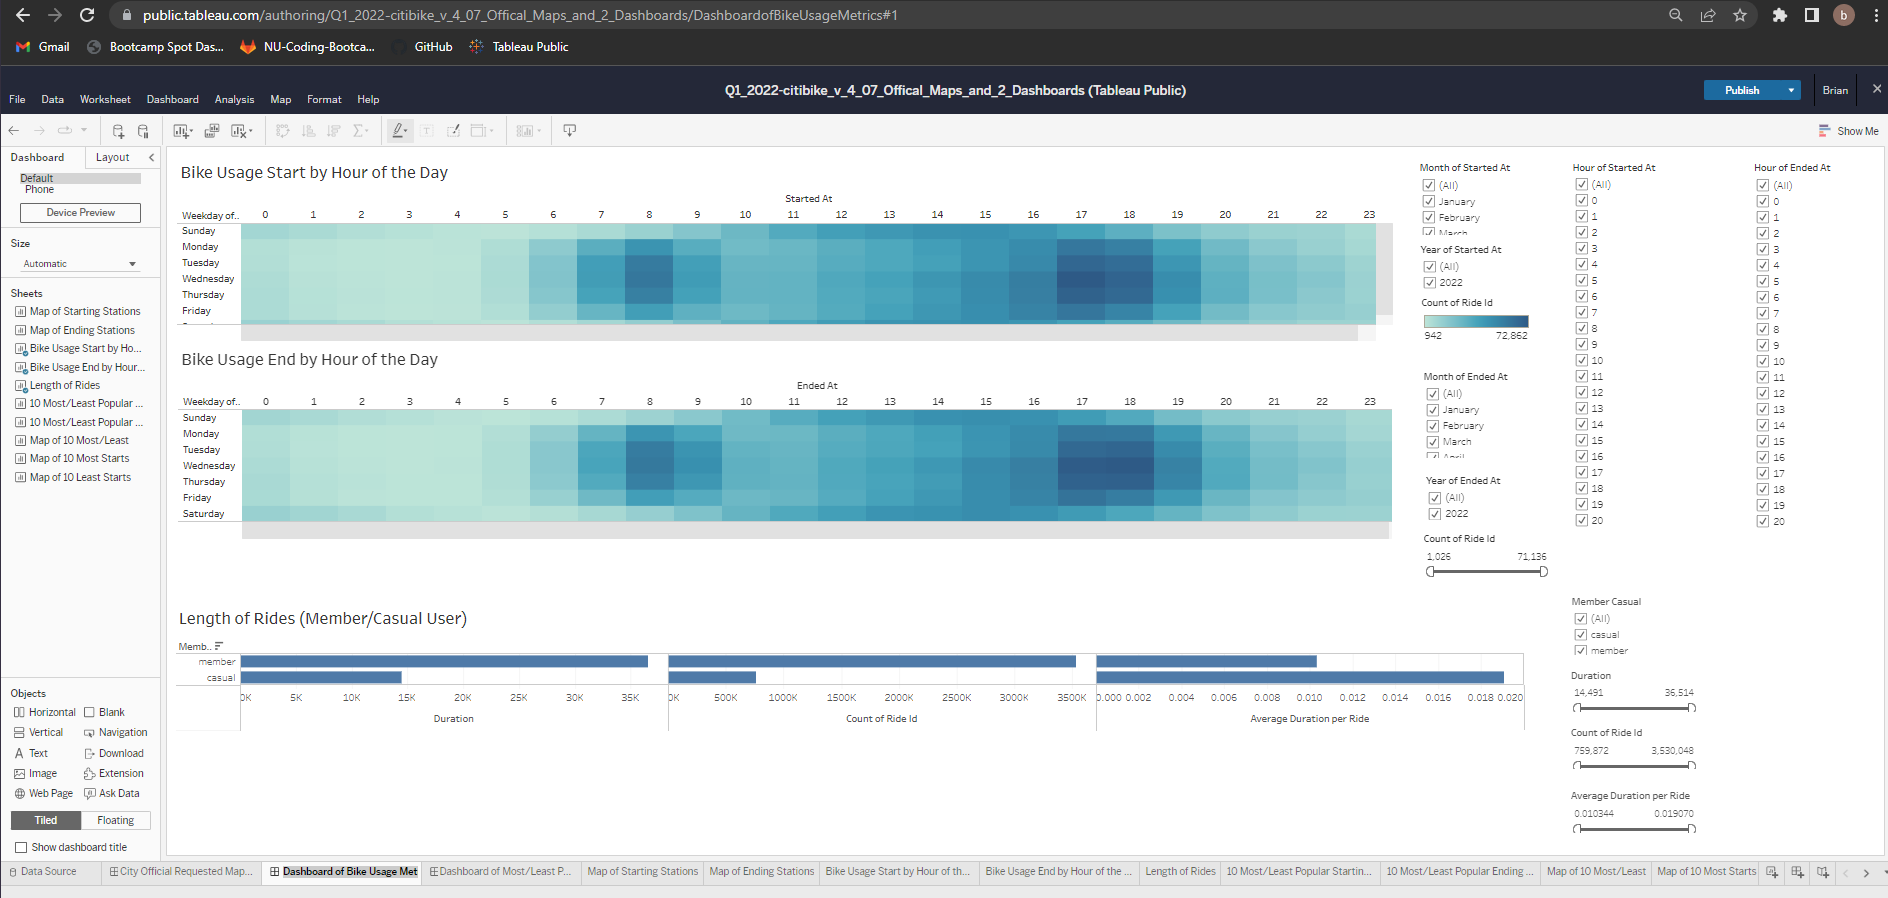 public.tableau.com/authoring/Q1_2022-citibike_v_4_07_Offical_Maps_and_2_Dashboards/DashboardofBikeUsageMetrics#1
b
Gmail Bootcamp Spot Das... NU-Coding-Bootca... GitHub Tableau Public
Q1_2022-citibike_v_4_07_Offical_Maps_and_2_Dashboards (Tableau Public)
Publish Brian
File Data Worksheet Dashboard Analysis Map Format Help
Show Me
Dashboard Layout
Default
Phone
Device Preview
Size
Automatic
Sheets
Map of Starting Stations
Map of Ending Stations
Bike Usage Start by Ho...
Bike Usage End by Hour...
Length of Rides
10 Most/Least Popular ...
10 Most/Least Popular ...
Map of 10 Most/Least
Map of 10 Most Starts
Map of 10 Least Starts
Objects
Horizontal Blank
Vertical Navigation
Text Download
Image Extension
Web Page Ask Data
Tiled Floating
Show dashboard title
Bike Usage Start by Hour of the Day
Started At
Weekday of.. 0 1 2 3 4 5 6 7 8 9 10 11 12 13 14 15 16 17 18 19 20 21 22 23
Sunday
Monday
Tuesday
Wednesday
Thursday
Friday
Bike Usage End by Hour of the Day
Ended At
Weekday of.. 0 1 2 3 4 5 6 7 8 9 10 11 12 13 14 15 16 17 18 19 20 21 22 23
Sunday
Monday
Tuesday
Wednesday
Thursday
Friday
Saturday
Length of Rides (Member/Casual User)
Memb..
member
casual
0K 5K 10K 15K 20K 25K 30K 35K
Duration
0K 500K 1000K 1500K 2000K 2500K 3000K 3500K
Count of Ride Id
0.000 0.002 0.004 0.006 0.008 0.010 0.012 0.014 0.016 0.018 0.020
Average Duration per Ride
Month of Started At
(All)
January
February
March
Year of Started At
(All)
2022
Count of Ride Id
942 72,862
Month of Ended At
(All)
January
February
March
April
Year of Ended At
(All)
2022
Count of Ride Id
1,026 71,136
Hour of Started At
(All)
0
1
2
3
4
5
6
7
8
9
10
11
12
13
14
15
16
17
18
19
20
Hour of Ended At
(All)
0
1
2
3
4
5
6
7
8
9
10
11
12
13
14
15
16
17
18
19
20
Member Casual
(All)
casual
member
Duration
14,491 36,514
Count of Ride Id
759,872 3,530,048
Average Duration per Ride
0.010344 0.019070
Data Source City Official Requested Map... Dashboard of Bike Usage Met Dashboard of Most/Least P... Map of Starting Stations Map of Ending Stations Bike Usage Start by Hour of th... Bike Usage End by Hour of the ... Length of Rides 10 Most/Least Popular Startin... 10 Most/Least Popular Ending ... Map of 10 Most/Least Map of 10 Most Starts